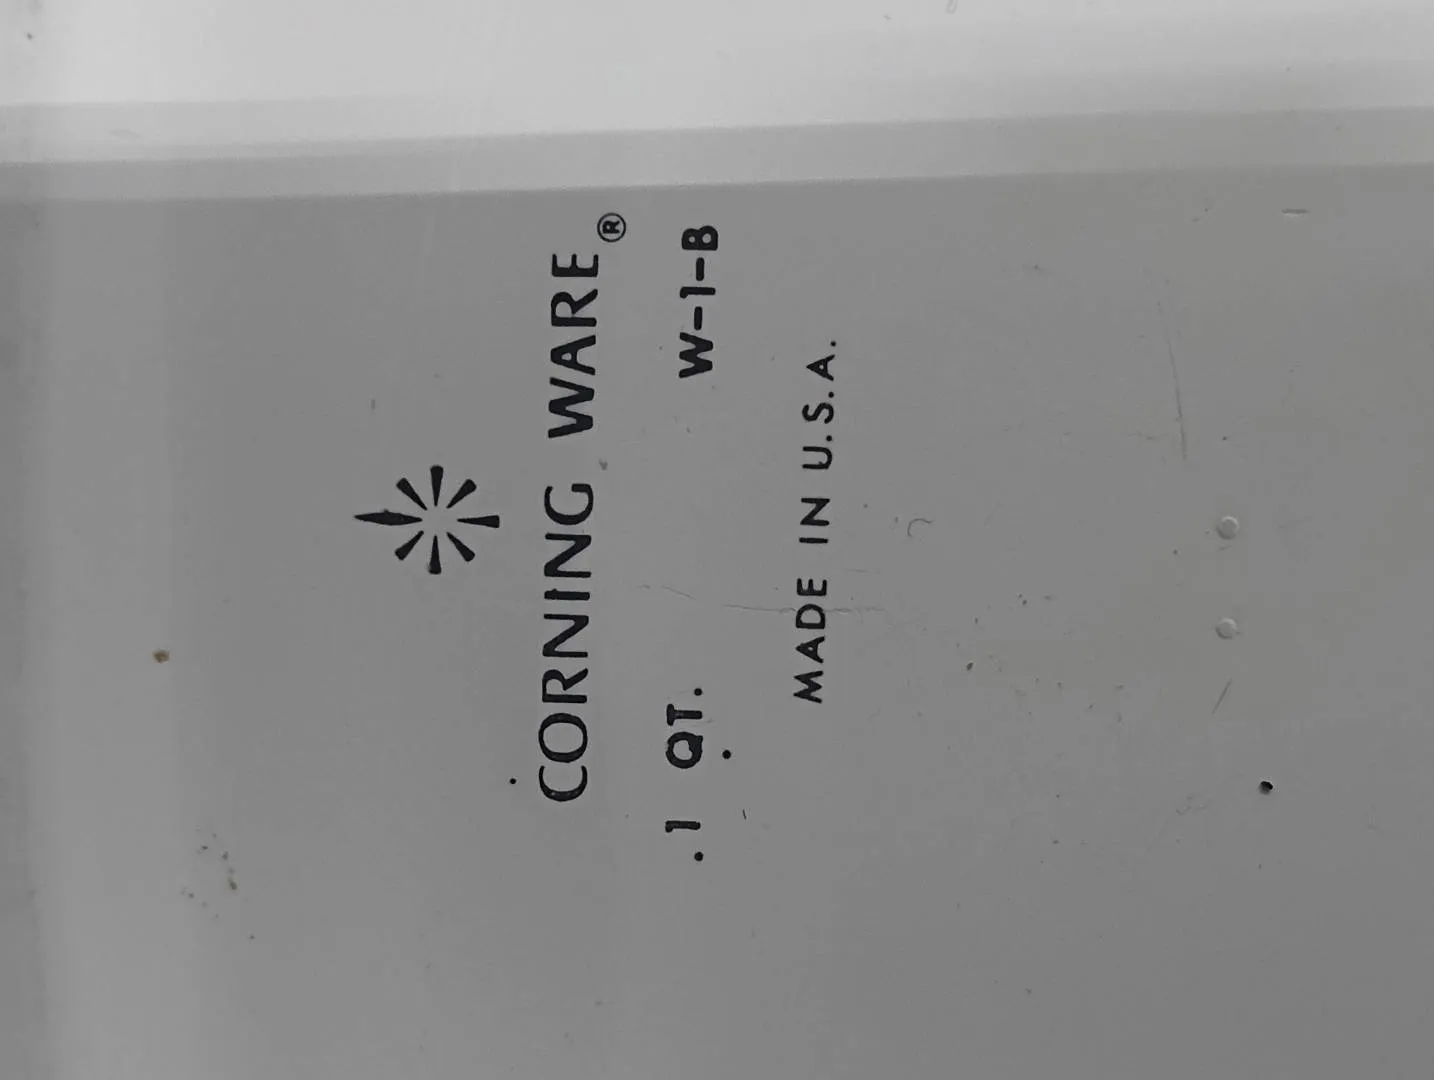 CORNING WARE®
1 QT. W-1-B
MADE IN U.S.A.